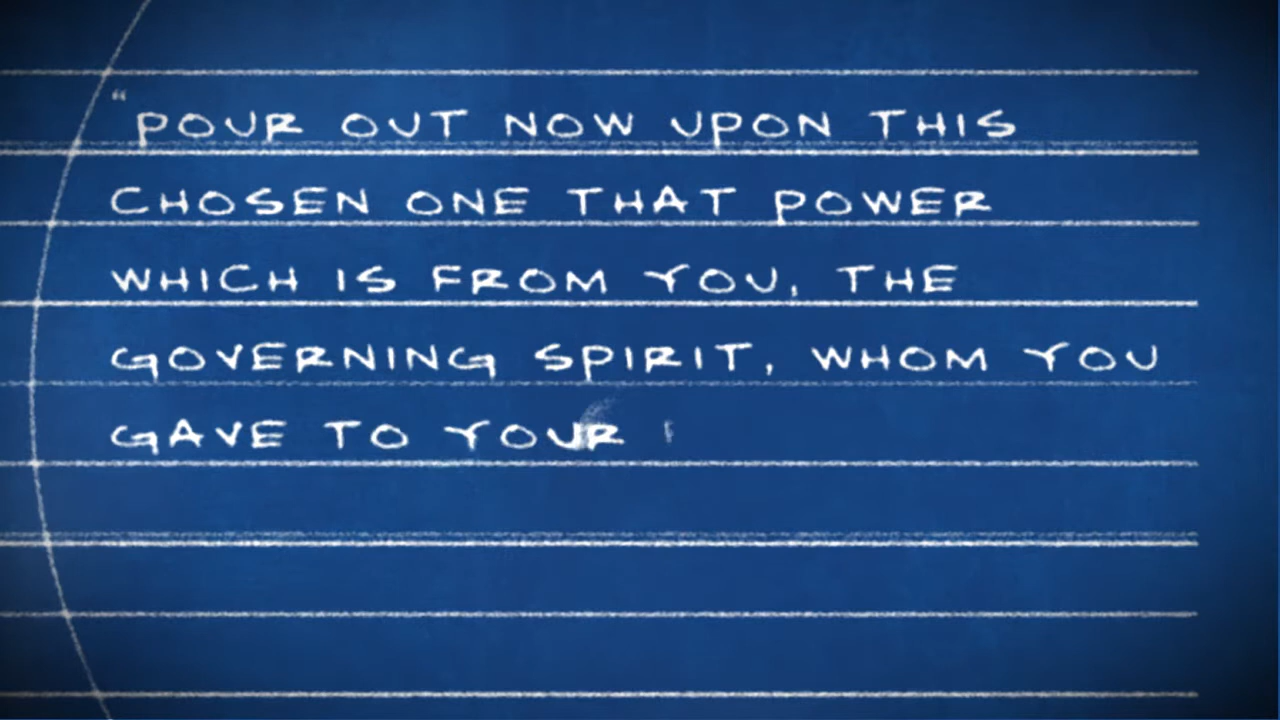 “POUR OUT NOW UPON THIS
CHOSEN ONE THAT POWER
WHICH IS FROM YOU, THE
GOVERNING SPIRIT, WHOM YOU
GAVE TO YOUR